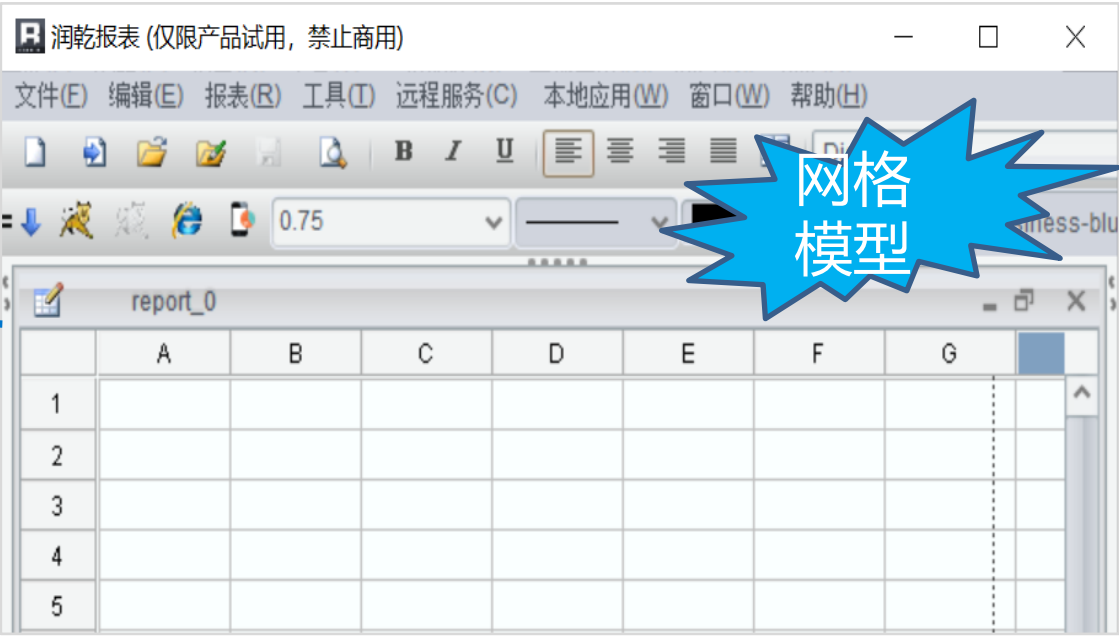 润乾报表 (仅限产品试用，禁止商用)
文件(F) 编辑(E) 报表(R) 工具(T) 远程服务(C) 本地应用(W) 窗口(W) 帮助(H)
B I U
网格
模型
0.75
report_0
A B C D E F G
1
2
3
4
5